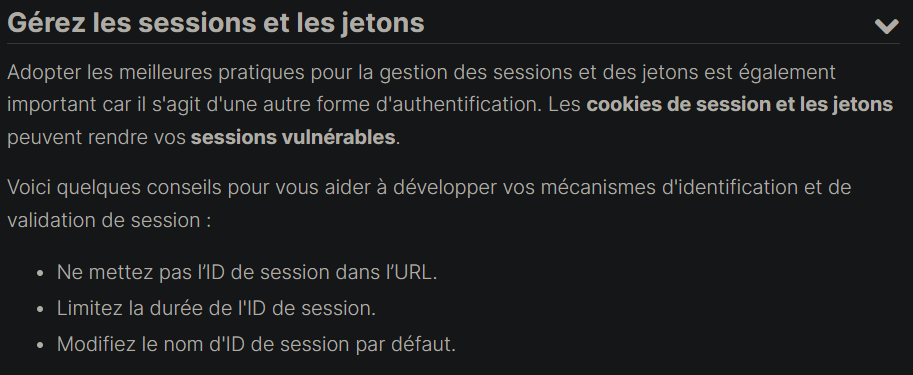 Gérez les sessions et les jetons
Adopter les meilleures pratiques pour la gestion des sessions et des jetons est également
important car il s'agit d'une autre forme d'authentification. Les cookies de session et les jetons
peuvent rendre vos sessions vulnérables.
Voici quelques conseils pour vous aider à développer vos mécanismes d'identification et de
validation de session :
• Ne mettez pas l’ID de session dans l’URL.
• Limitez la durée de l'ID de session.
• Modifiez le nom d'ID de session par défaut.